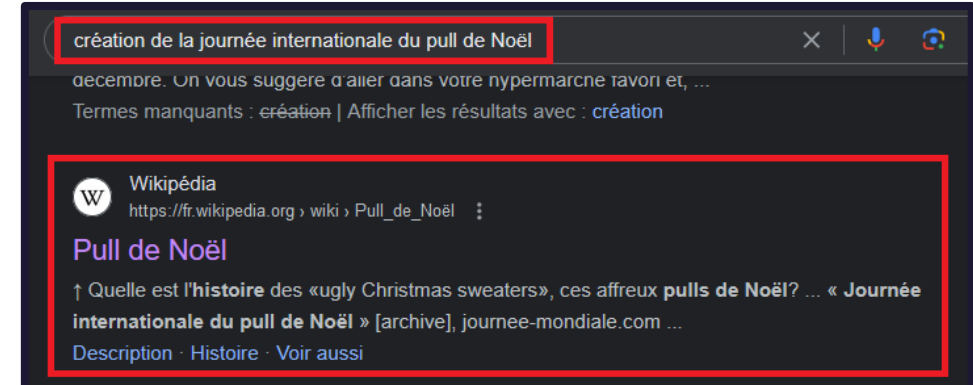 création de la journée internationale du pull de Noël
décembre. On vous suggère d'aller dans votre hypermarché favori et, ...
Termes manquants : création | Afficher les résultats avec : création
W
Wikipédia
https://fr.wikipedia.org › wiki › Pull_de_Noël
Pull de Noël
↑ Quelle est l'histoire des «ugly Christmas sweaters», ces affreux pulls de Noël? ... « Journée
internationale du pull de Noël » [archive], journee-mondiale.com ...
Description · Histoire · Voir aussi